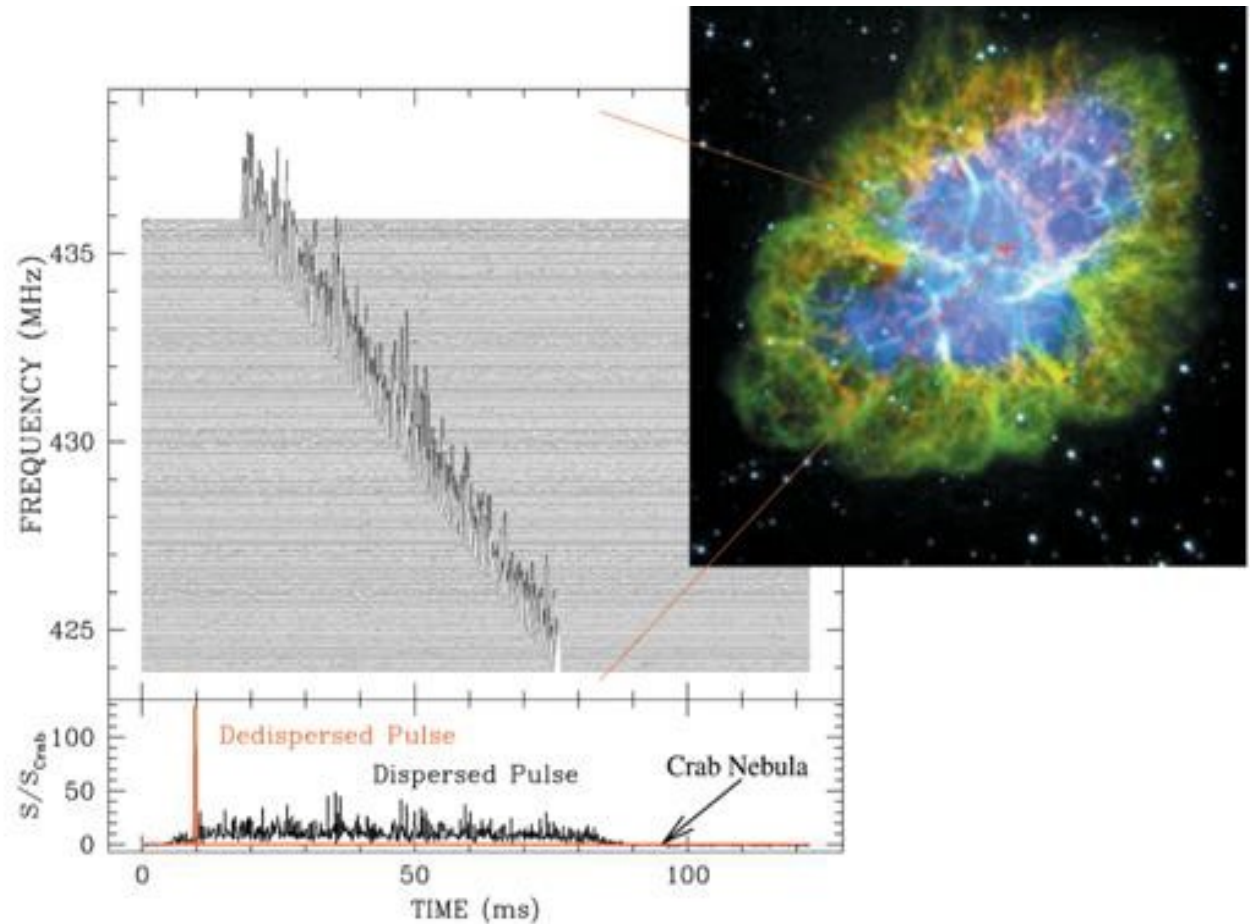 FREQUENCY (MHz)
435
430
425
S/S_Crab
100
50
0
Dedispersed Pulse
Dispersed Pulse
Crab Nebula
0
50
100
TIME (ms)